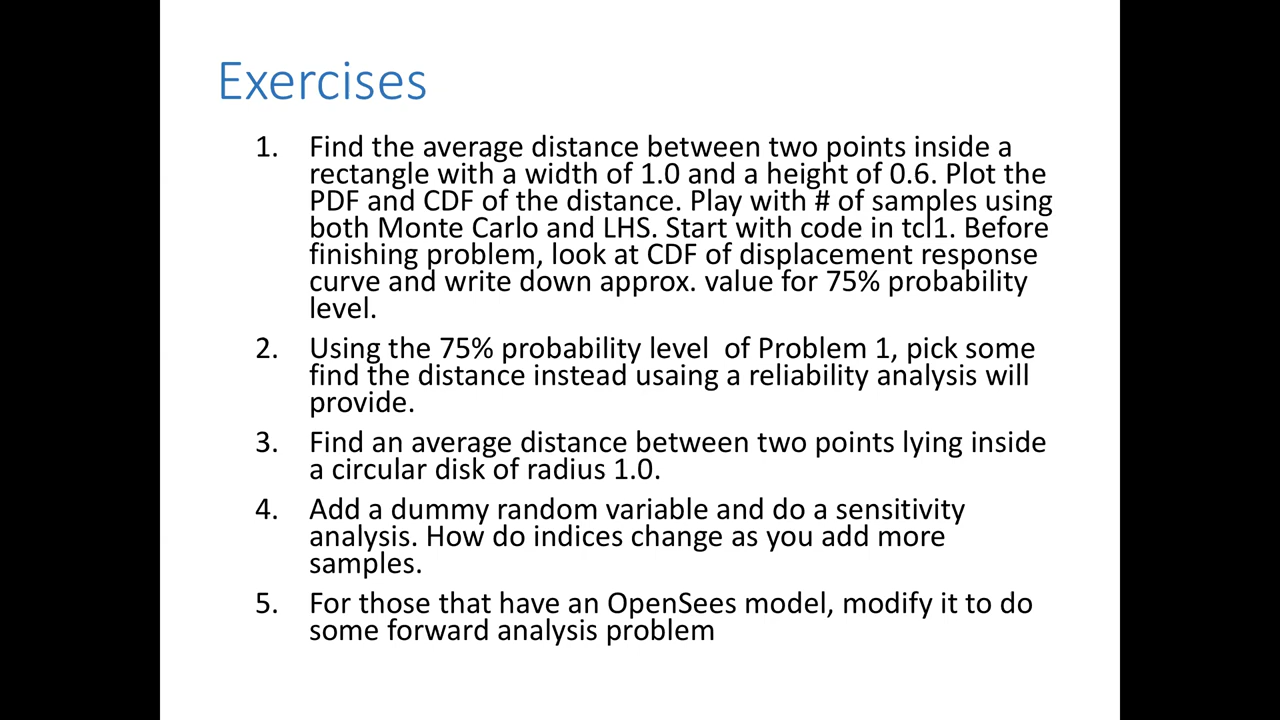 Exercises
1. Find the average distance between two points inside a
rectangle with a width of 1.0 and a height of 0.6. Plot the
PDF and CDF of the distance. Play with # of samples using
both Monte Carlo and LHS. Start with code in tcl1. Before
finishing problem, look at CDF of displacement response
curve and write down approx. value for 75% probability
level.
2. Using the 75% probability level of Problem 1, pick some
find the distance instead usaing a reliability analysis will
provide.
3. Find an average distance between two points lying inside
a circular disk of radius 1.0.
4. Add a dummy random variable and do a sensitivity
analysis. How do indices change as you add more
samples.
5. For those that have an OpenSees model, modify it to do
some forward analysis problem